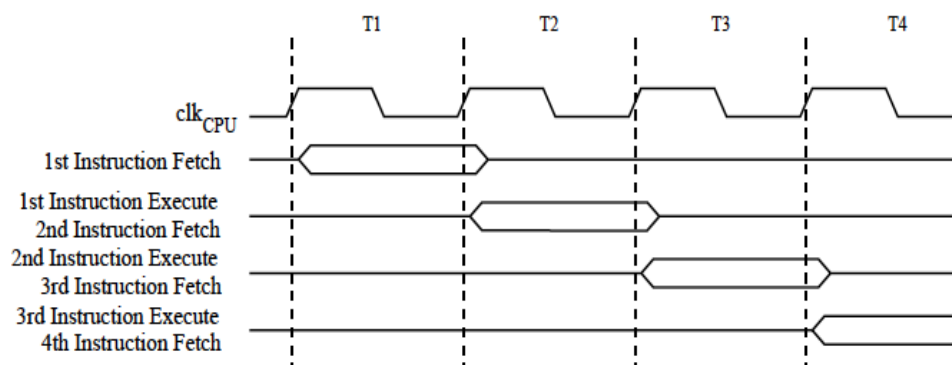 T1 T2 T3 T4
clkCPU
1st Instruction Fetch
1st Instruction Execute
2nd Instruction Fetch
2nd Instruction Execute
3rd Instruction Fetch
3rd Instruction Execute
4th Instruction Fetch